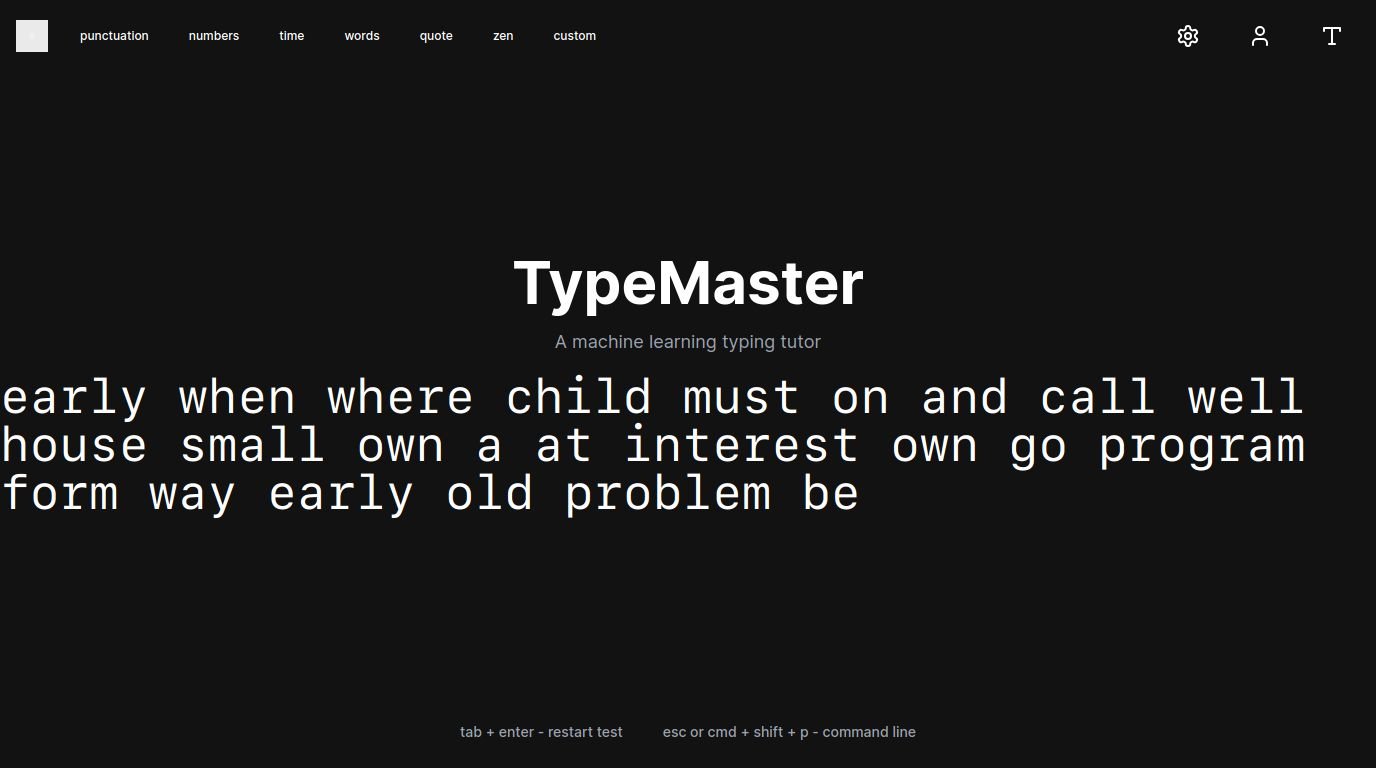 punctuation numbers time words quote zen custom
TypeMaster
A machine learning typing tutor
early when where child must on and call well
house small own a at interest own go program
form way early old problem be
tab + enter - restart test esc or cmd + shift + p - command line